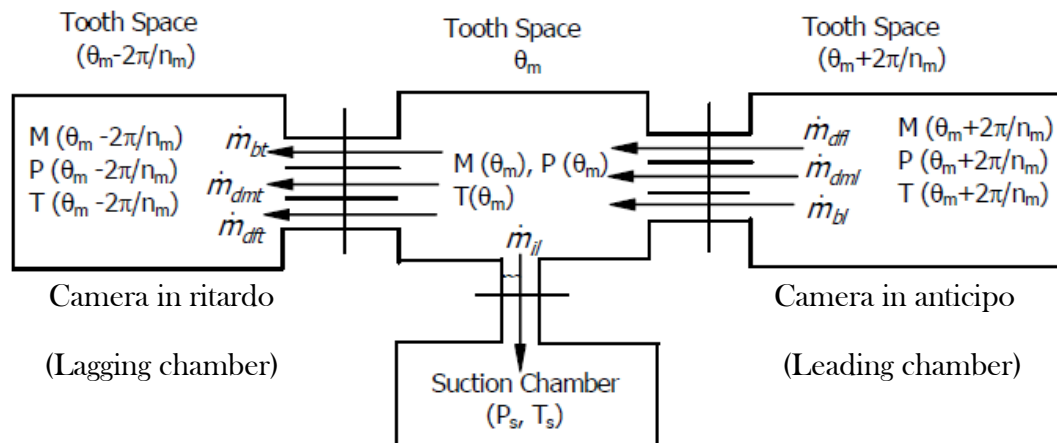 Tooth Space
(θm-2π/nm)
Tooth Space
θm
Tooth Space
(θm+2π/nm)
M (θm -2π/nm)
P (θm -2π/nm)
T (θm -2π/nm)
ṁbt
ṁdmt
ṁdft
M (θm), P (θm)
T(θm)
ṁdfl
ṁdml
ṁbl
M (θm+2π/nm)
P (θm+2π/nm)
T (θm+2π/nm)
ṁil
Camera in ritardo
(Lagging chamber)
Camera in anticipo
(Leading chamber)
Suction Chamber
(Ps, Ts)